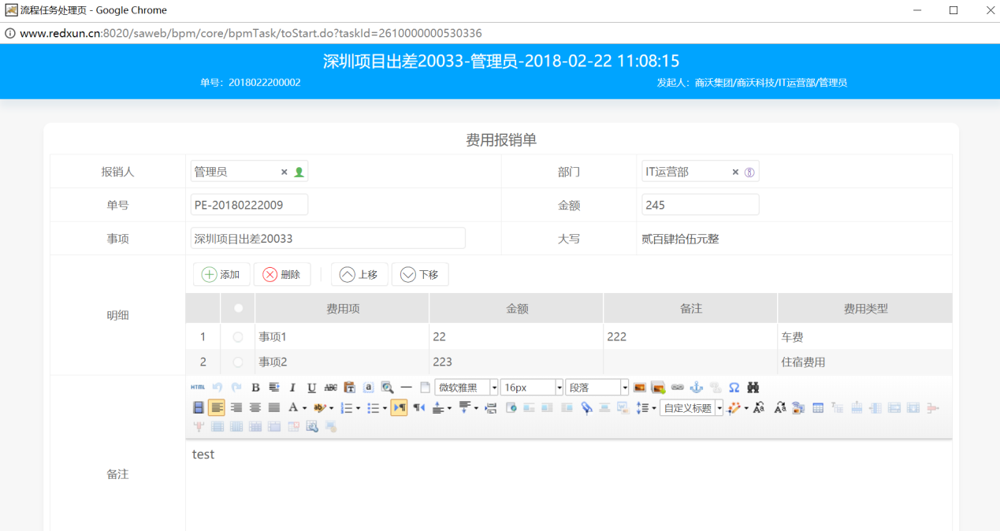 流程任务处理页 - Google Chrome
www.redxun.cn:8020/saweb/bpm/core/bpmTask/toStart.do?taskId=2610000000530336
深圳项目出差20033-管理员-2018-02-22 11:08:15
单号：2018022200002 发起人：商沃集团/商沃科技/IT运营部/管理员
费用报销单
报销人 管理员 部门 IT运营部
单号 PE-20180222009 金额 245
事项 深圳项目出差20033 大写 贰百肆拾伍元整
明细
添加 删除 上移 下移
费用项 金额 备注 费用类型
1 事项1 22 222 车费
2 事项2 223 住宿费用
HTML B I U ABC 微软雅黑 16px 段落
自定义标题
备注
test